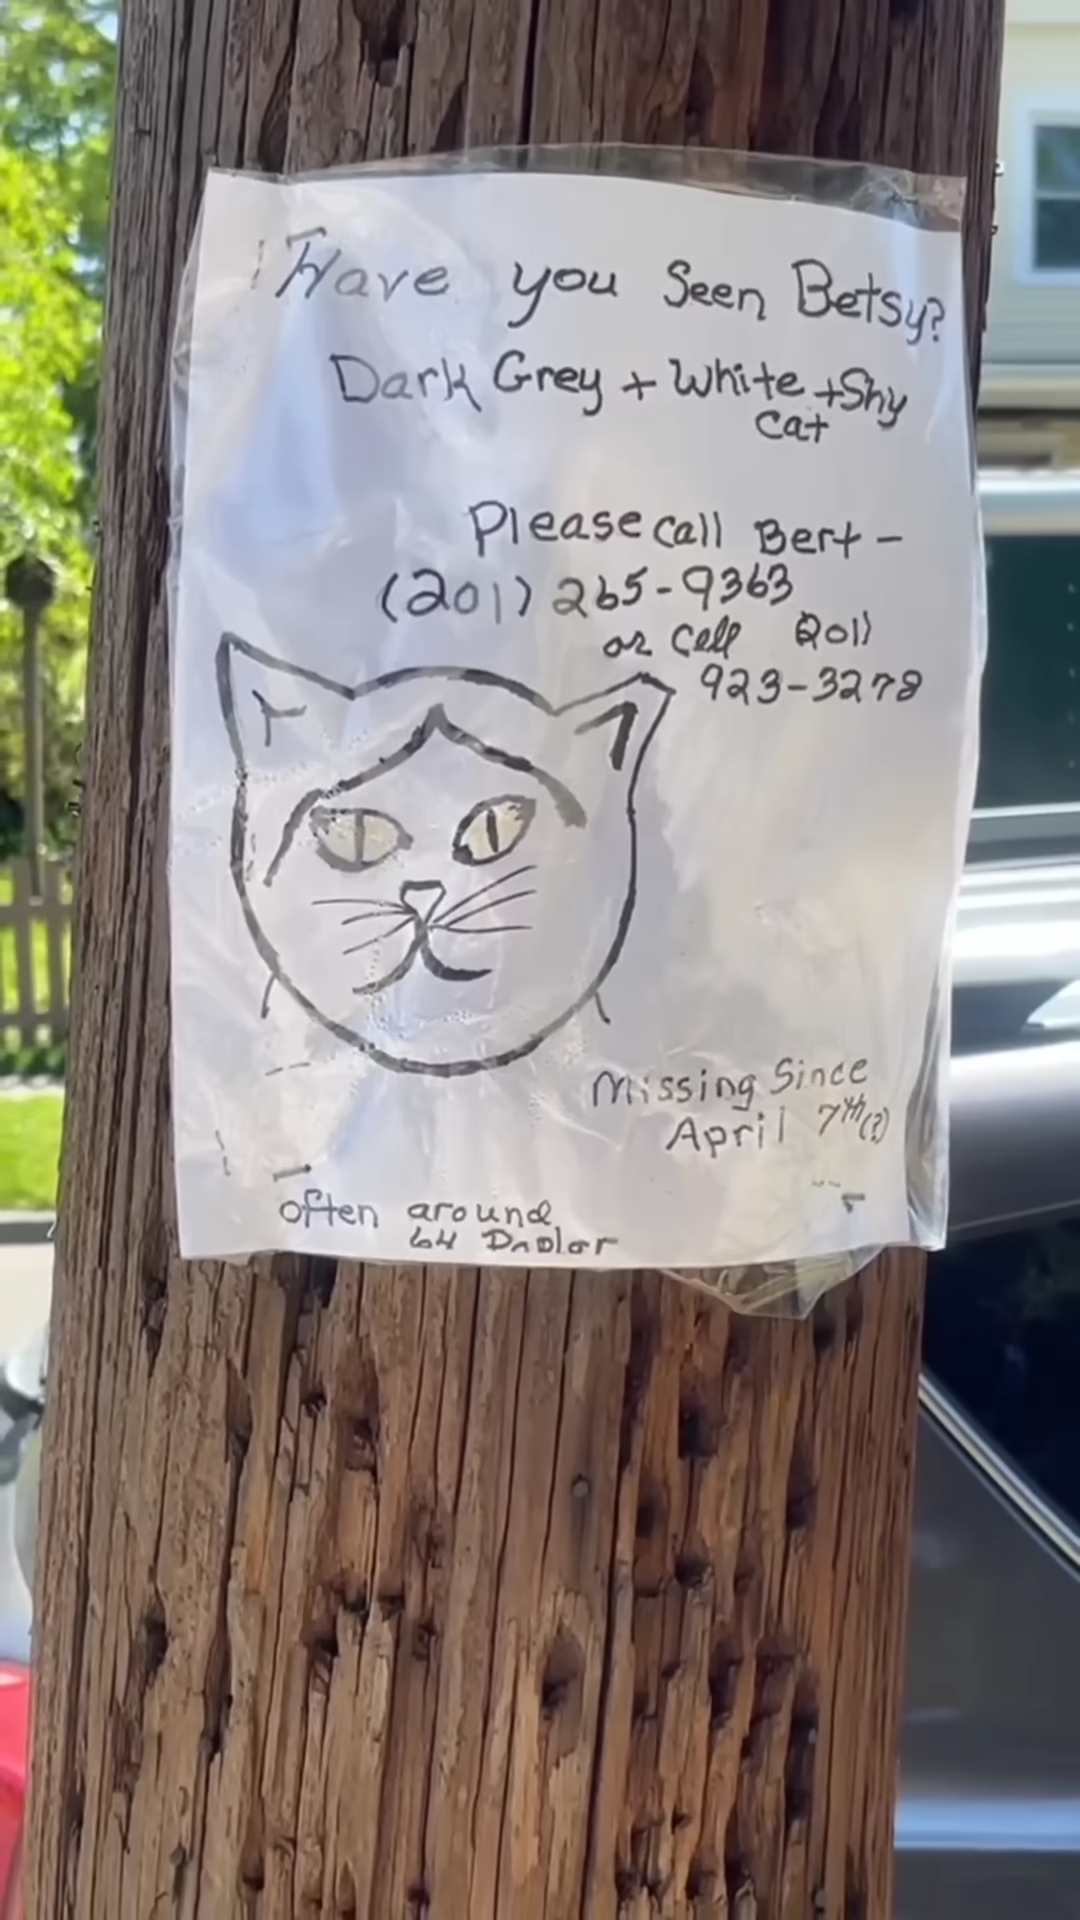 Have you Seen Betsy?
Dark Grey + White + Shy
Cat
Please call Bert -
(201) 265-9363
or Cell (201)
923-3278
Missing Since
April 7th (?)
often around
64